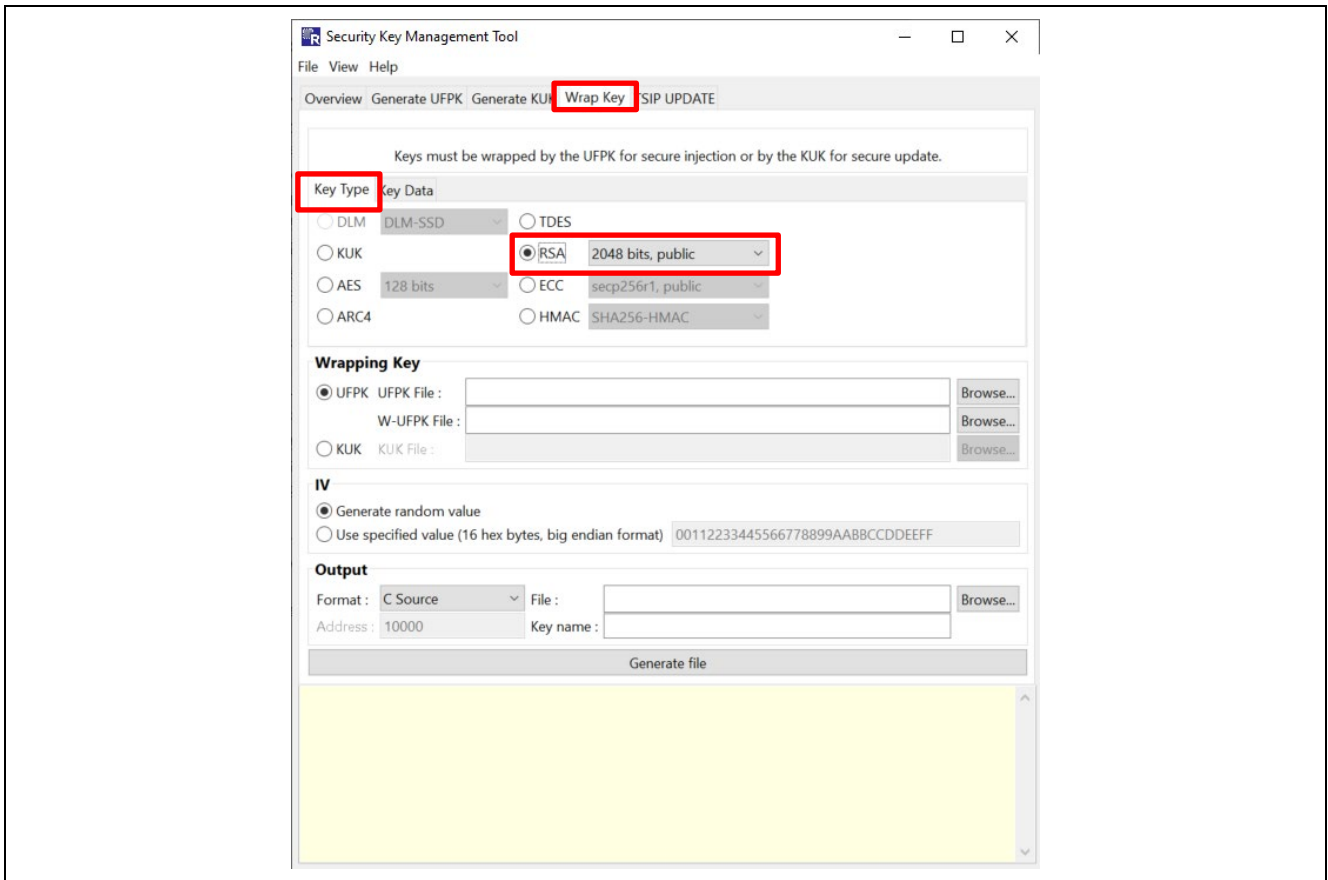 Security Key Management Tool
File View Help
Overview Generate UFPK Generate KUK Wrap Key TSIP UPDATE
Keys must be wrapped by the UFPK for secure injection or by the KUK for secure update.
Key Type Key Data
DLM DLM-SSD TDES
KUK RSA 2048 bits, public
AES 128 bits ECC secp256r1, public
ARC4 HMAC SHA256-HMAC
Wrapping Key
UFPK UFPK File : Browse...
W-UFPK File : Browse...
KUK KUK File : Browse...
IV
Generate random value
Use specified value (16 hex bytes, big endian format) 00112233445566778899AABBCCDDEEFF
Output
Format : C Source File : Browse...
Address : 10000 Key name :
Generate file